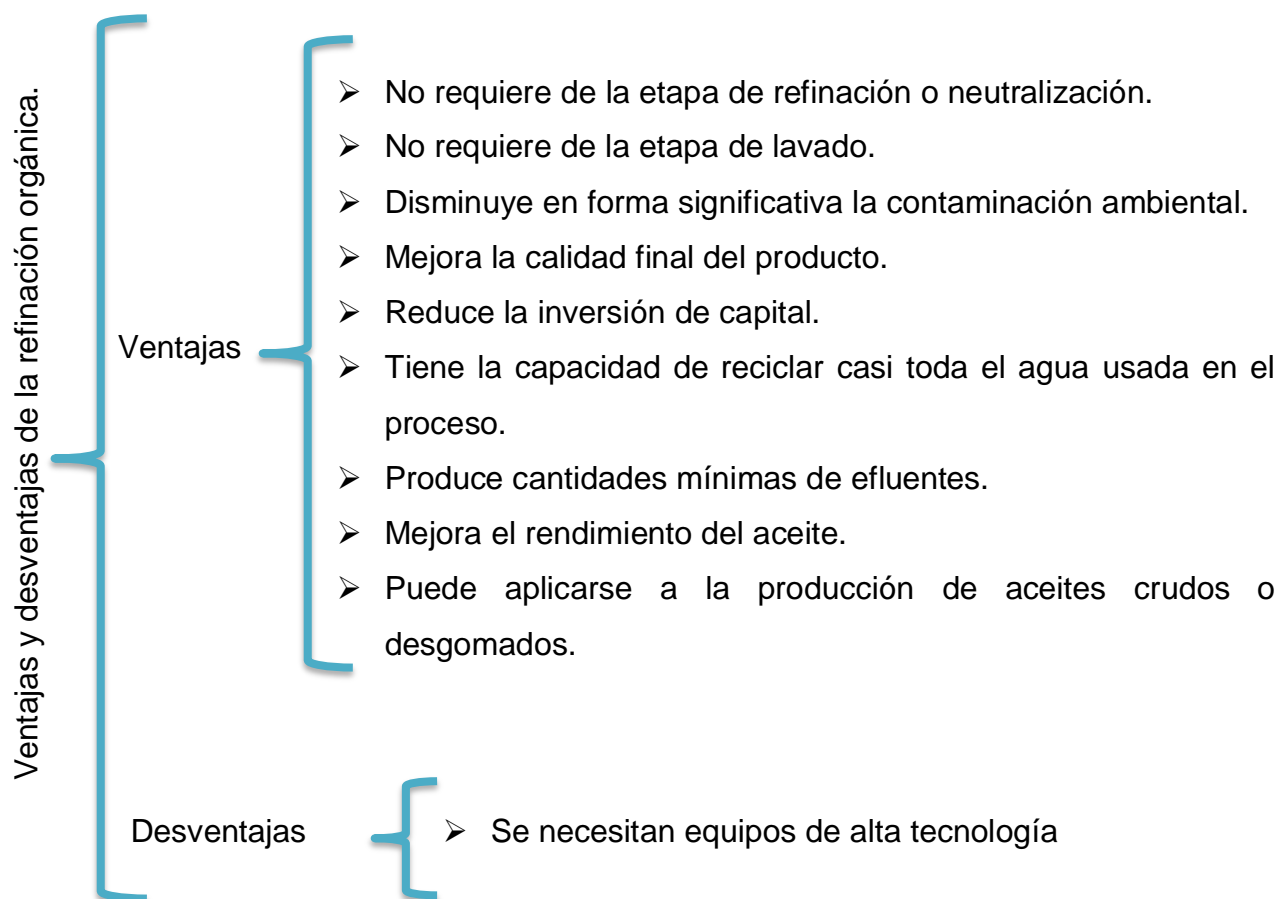 Ventajas y desventajas de la refinación orgánica.
Ventajas
➢ No requiere de la etapa de refinación o neutralización.
➢ No requiere de la etapa de lavado.
➢ Disminuye en forma significativa la contaminación ambiental.
➢ Mejora la calidad final del producto.
➢ Reduce la inversión de capital.
➢ Tiene la capacidad de reciclar casi toda el agua usada en el
proceso.
➢ Produce cantidades mínimas de efluentes.
➢ Mejora el rendimiento del aceite.
➢ Puede aplicarse a la producción de aceites crudos o
desgomados.
Desventajas
➢ Se necesitan equipos de alta tecnología